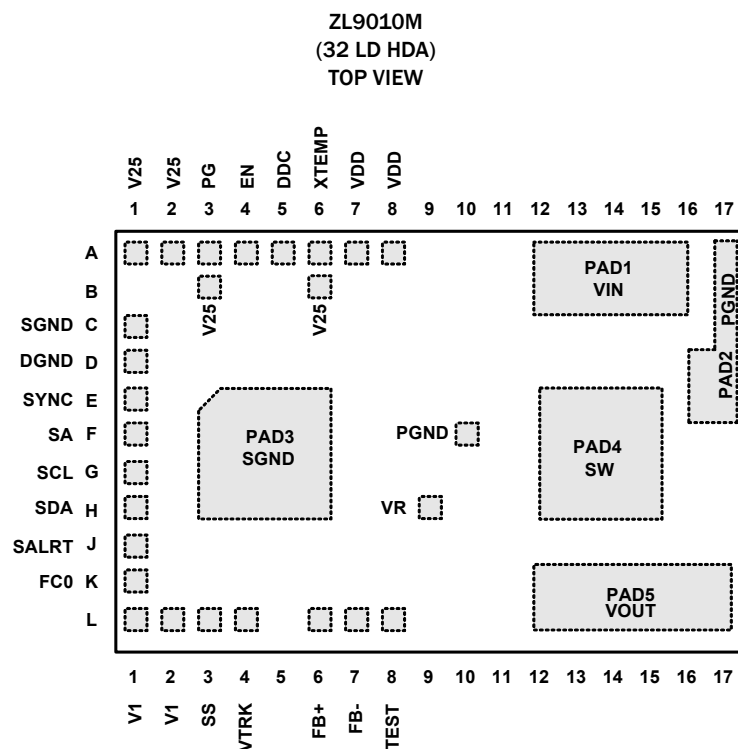 ZL9010M
(32 LD HDA)
TOP VIEW
V25 V25 PG EN DDC XTEMP VDD VDD
1 2 3 4 5 6 7 8 9 10 11 12 13 14 15 16 17
A
PAD1
VIN
PGND
B
V25 V25
SGND C
DGND D
PAD2
SYNC E
SA F
PAD3
SGND
PGND
PAD4
SW
SCL G
SDA H
VR
SALRT J
FC0 K
PAD5
VOUT
L
1 2 3 4 5 6 7 8 9 10 11 12 13 14 15 16 17
V1 V1 SS VTRK FB+ FB- TEST